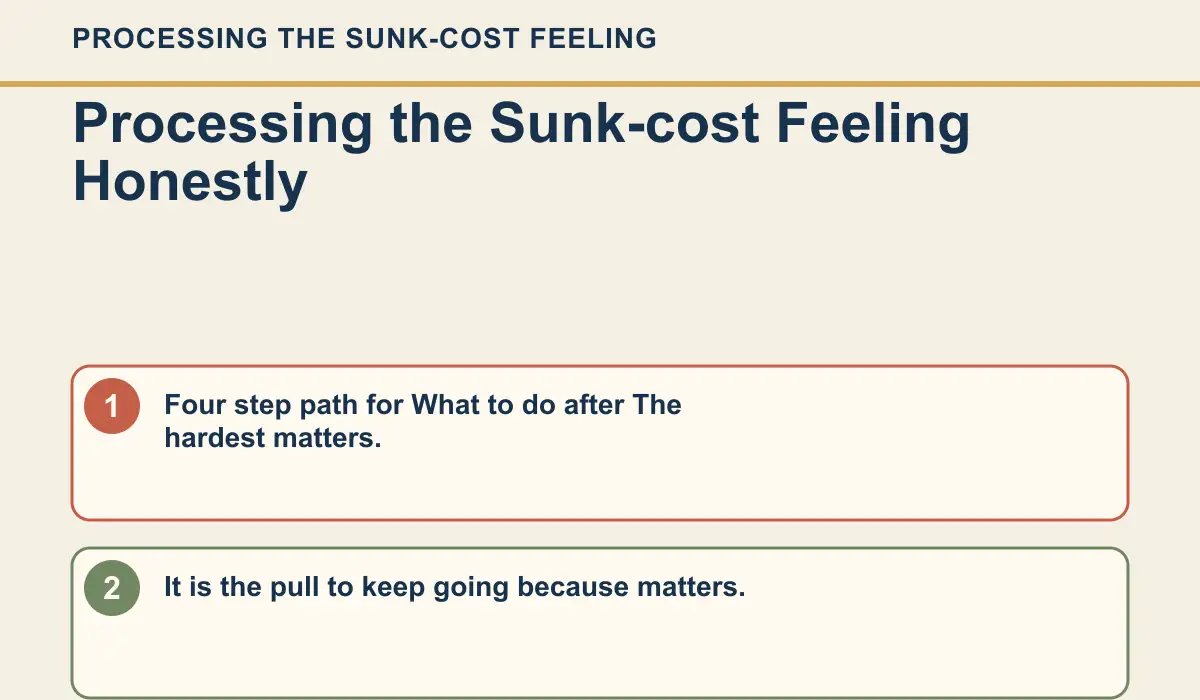 PROCESSING THE SUNK-COST FEELING
Processing the Sunk-cost Feeling
Honestly
1
Four step path for What to do after The
hardest matters.
2
It is the pull to keep going because matters.